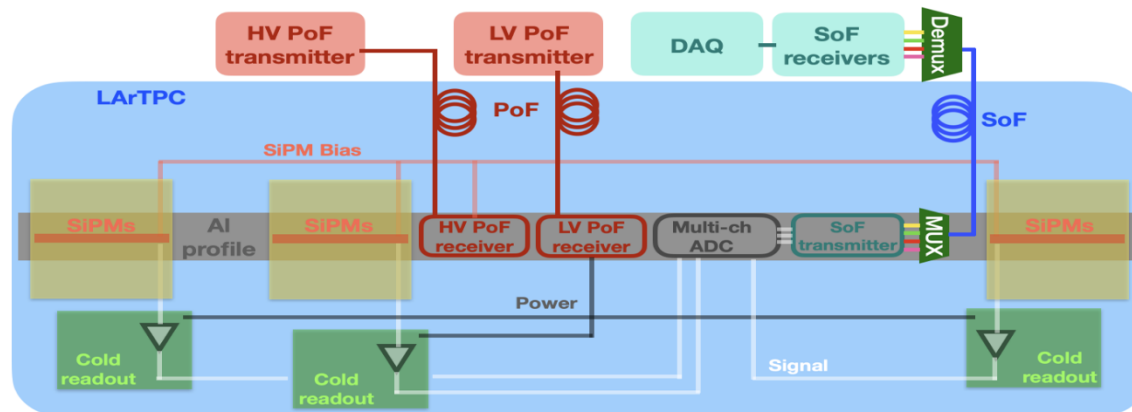 HV PoF
transmitter
LV PoF
transmitter
DAQ
SoF
receivers
Demux
LArTPC
PoF
SoF
SiPM Bias
SiPMs
Al
profile
SiPMs
HV PoF
receiver
LV PoF
receiver
Multi-ch
ADC
SoF
transmitter
MUX
SiPMs
Power
Cold
readout
Cold
readout
Signal
Cold
readout